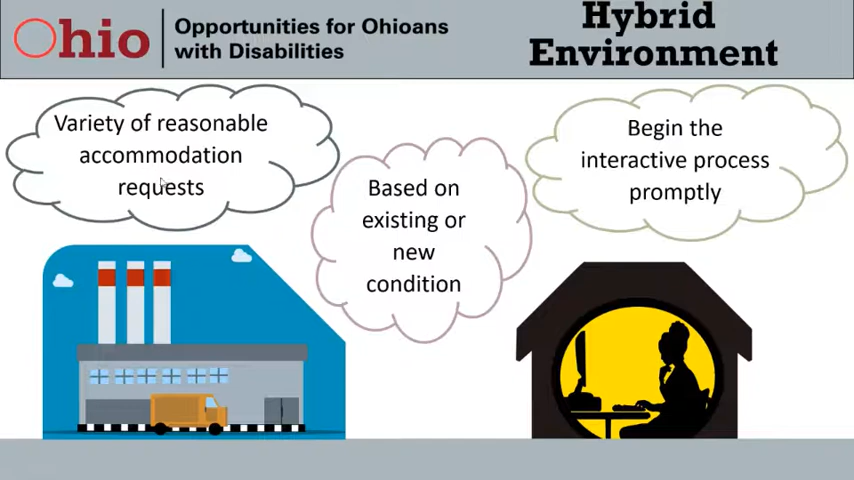 Ohio
Opportunities for Ohioans
with Disabilities
Hybrid
Environment
Variety of reasonable
accommodation
requests
Based on
existing or
new
condition
Begin the
interactive process
promptly